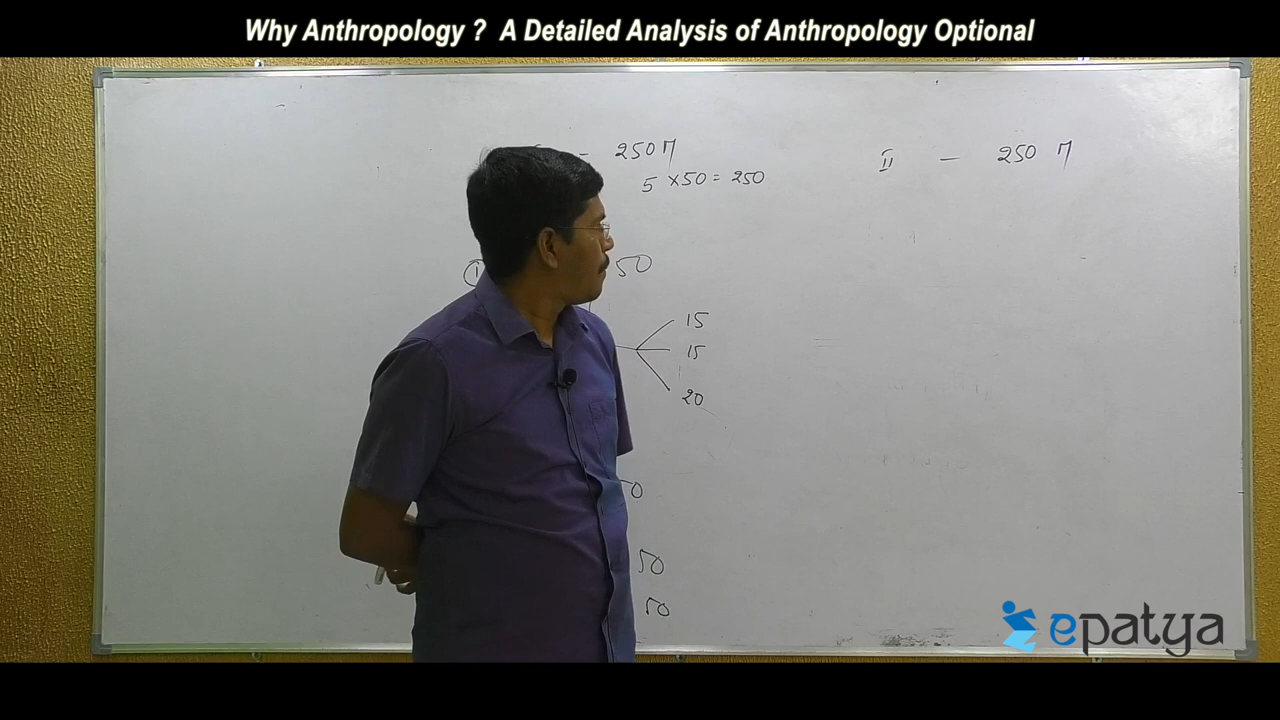 Why Anthropology ? A Detailed Analysis of Anthropology Optional
- 250 M
5 × 50 = 250
II - 250 M
50
15
15
20
50
50
epatya